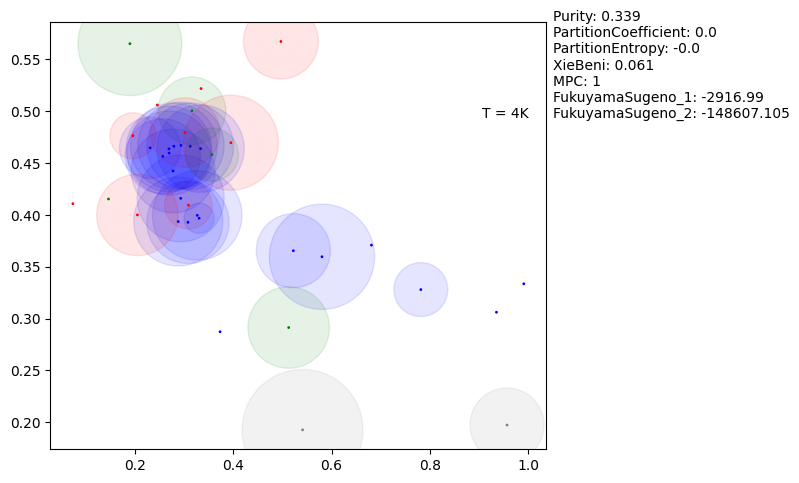 Purity: 0.339
PartitionCoefficient: 0.0
PartitionEntropy: -0.0
XieBeni: 0.061
MPC: 1
FukuyamaSugeno_1: -2916.99
FukuyamaSugeno_2: -148607.105
T = 4K
0.55
0.50
0.45
0.40
0.35
0.30
0.25
0.20
0.2 0.4 0.6 0.8 1.0